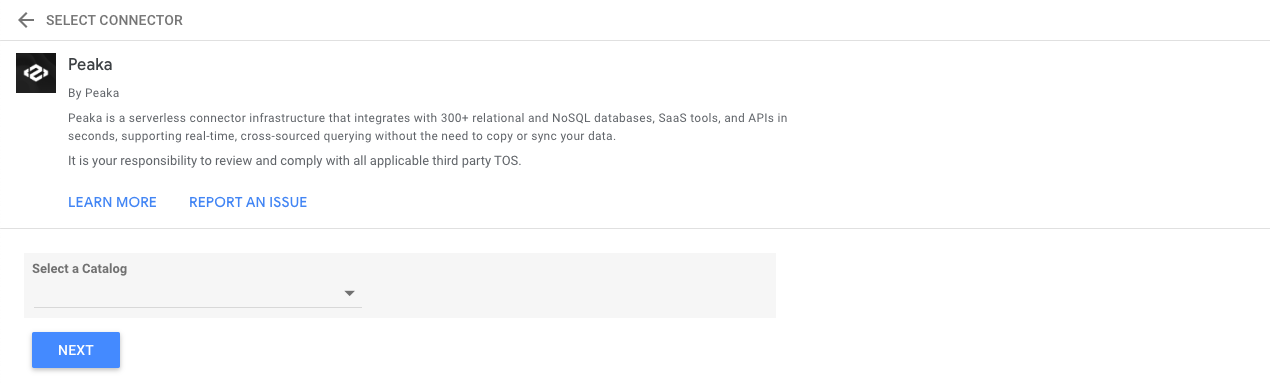 SELECT CONNECTOR
Peaka
By Peaka
Peaka is a serverless connector infrastructure that integrates with 300+ relational and NoSQL databases, SaaS tools, and APIs in
seconds, supporting real-time, cross-sourced querying without the need to copy or sync your data.
It is your responsibility to review and comply with all applicable third party TOS.
LEARN MORE REPORT AN ISSUE
Select a Catalog
NEXT